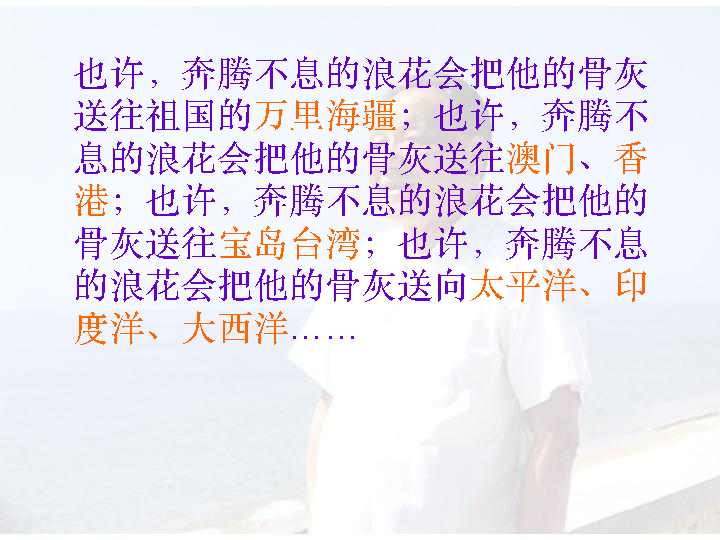 也许，奔腾不息的浪花会把他的骨灰
送往祖国的万里海疆；也许，奔腾不
息的浪花会把他的骨灰送往澳门、香
港；也许，奔腾不息的浪花会把他的
骨灰送往宝岛台湾；也许，奔腾不息
的浪花会把他的骨灰送向太平洋、印
度洋、大西洋……